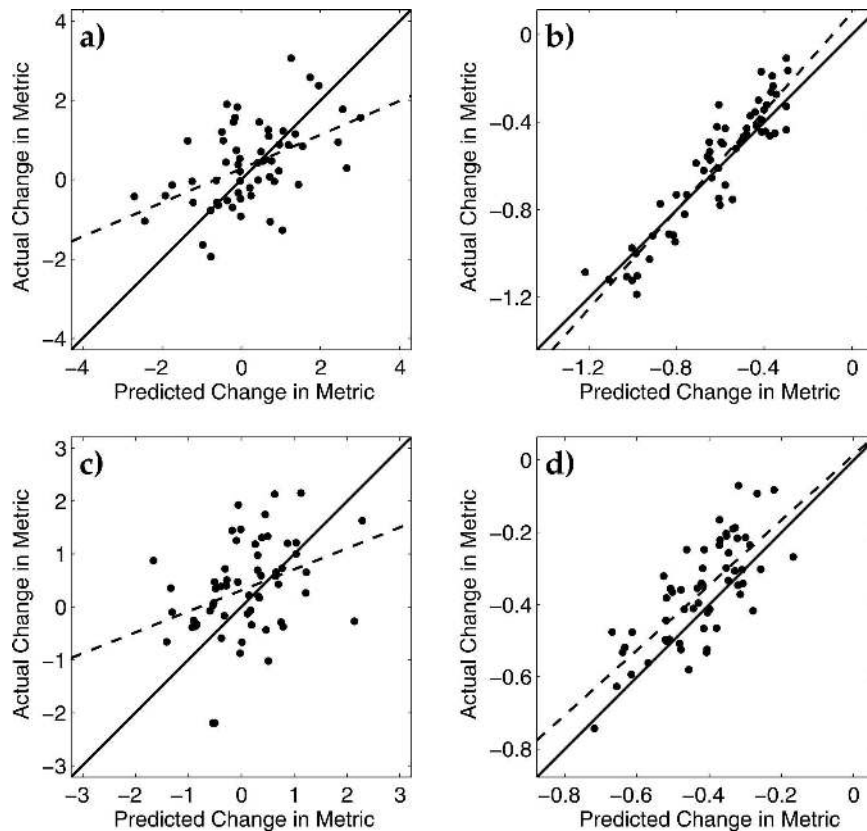 a)
Actual Change in Metric
4
2
0
−2
−4
−4 −2 0 2 4
Predicted Change in Metric
b)
Actual Change in Metric
0
−0.4
−0.8
−1.2
−1.2 −0.8 −0.4 0
Predicted Change in Metric
c)
Actual Change in Metric
3
2
1
0
−1
−2
−3
−3 −2 −1 0 1 2 3
Predicted Change in Metric
d)
Actual Change in Metric
0
−0.2
−0.4
−0.6
−0.8
−0.8 −0.6 −0.4 −0.2 0
Predicted Change in Metric